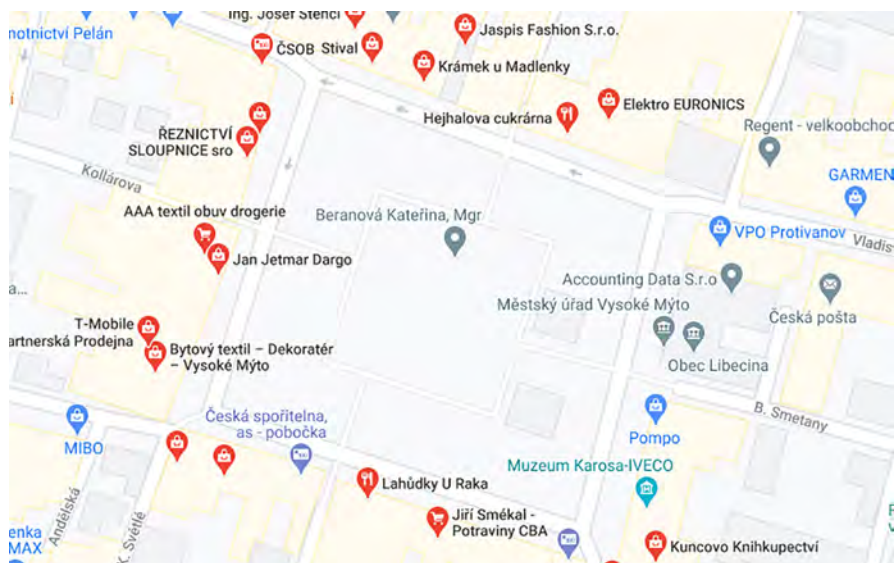 Ing. Josef Stencl
motnictví Pelán
ČSOB
Stival
Jaspis Fashion S.r.o.
Krámek u Madlenky
Hejhalova cukrárna
Elektro EURONICS
Regent - velkoobchod
ŘEZNICTVÍ
SLOUPNICE sro
Kollárova
GARMEN
AAA textil obuv drogerie
Beranová Kateřina, Mgr
VPO Protivanov
Vladis
Jan Jetmar Dargo
Accounting Data S.r.o
a...
Městský úřad Vysoké Mýto
Česká pošta
T-Mobile
artnerská Prodejna
Bytový textil – Dekoratér
– Vysoké Mýto
Obec Libecina
B. Smetany
Česká spořitelna,
as - pobočka
MIBO
Pompo
Muzeum Karosa-IVECO
Lahůdky U Raka
Jiří Smékal -
Potraviny CBA
Kuncovo Knihkupectví
Andělská
K. Světlé
enka
MAX